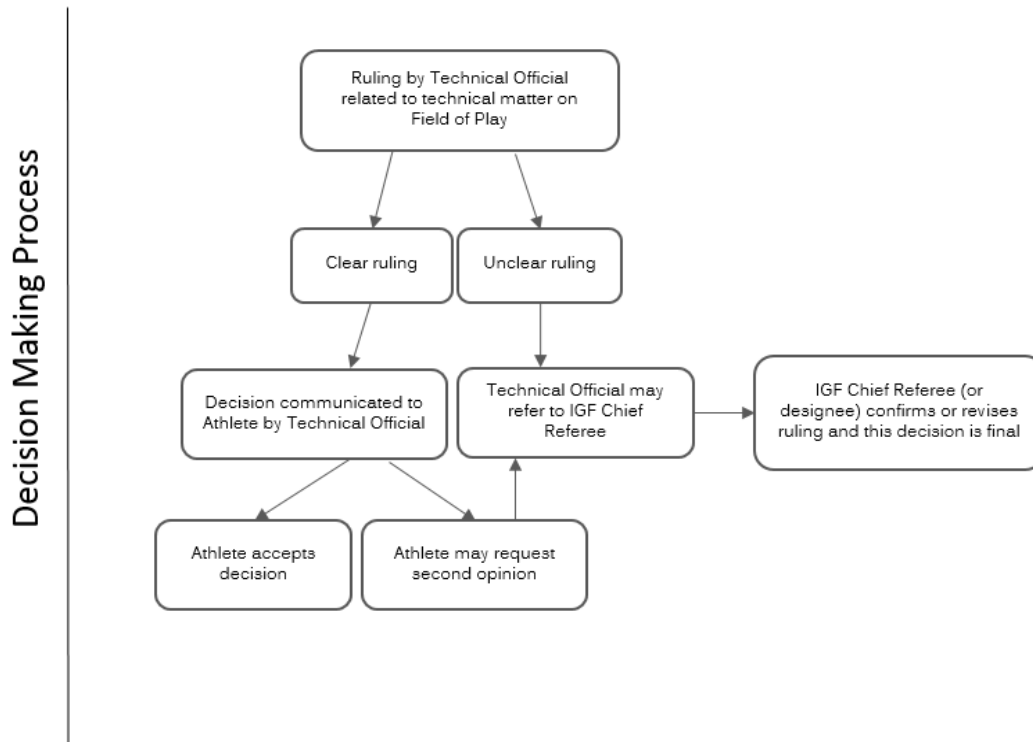 Decision Making Process
Ruling by Technical Official
related to technical matter on
Field of Play
Clear ruling
Unclear ruling
Decision communicated to
Athlete by Technical Official
Technical Official may
refer to IGF Chief
Referee
IGF Chief Referee (or
designee) confirms or revises
ruling and this decision is final
Athlete accepts
decision
Athlete may request
second opinion